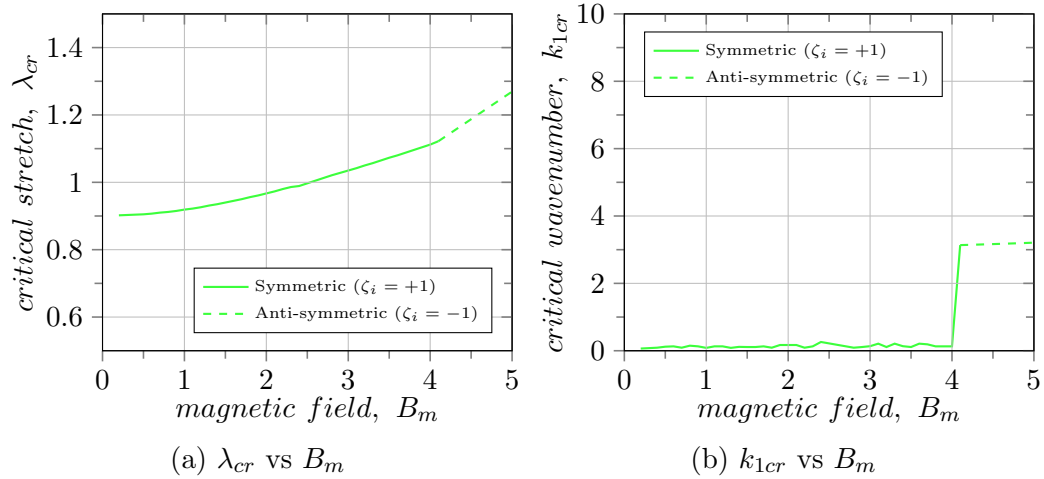 critical stretch, λcr
1.4
1.2
1
0.8
0.6
Symmetric (ζi = +1)
Anti-symmetric (ζi = −1)
0 1 2 3 4 5
magnetic field, Bm
(a) λcr vs Bm
critical wavenumber, k1cr
10
8
6
4
2
0
Symmetric (ζi = +1)
Anti-symmetric (ζi = −1)
0 1 2 3 4 5
magnetic field, Bm
(b) k1cr vs Bm